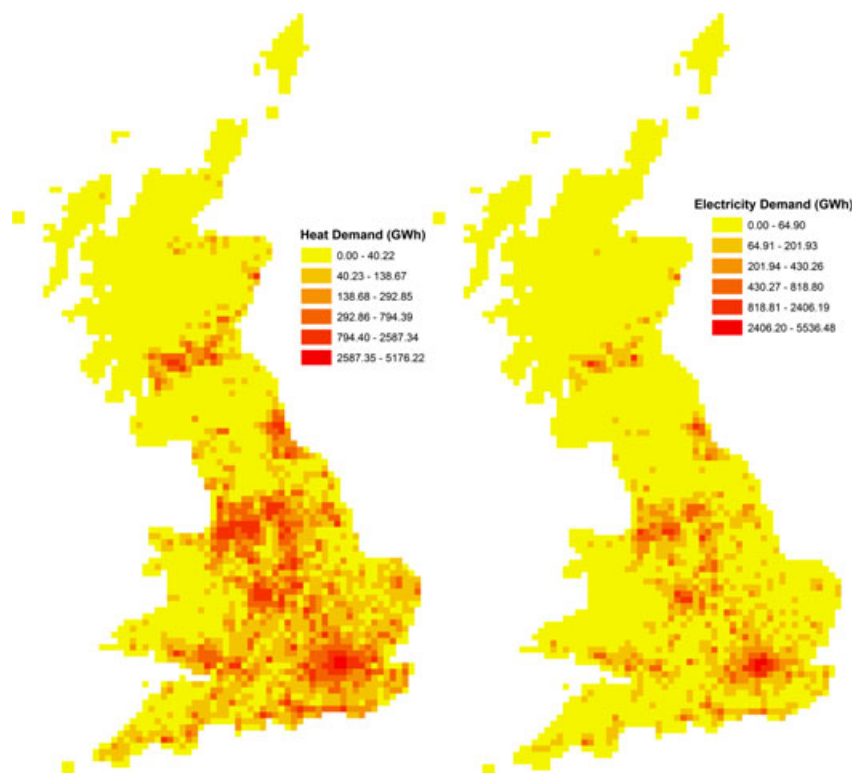 Heat Demand (GWh)
0.00 - 40.22
40.23 - 138.67
138.68 - 292.85
292.86 - 794.39
794.40 - 2587.34
2587.35 - 5176.22
Electricity Demand (GWh)
0.00 - 64.90
64.91 - 201.93
201.94 - 430.26
430.27 - 818.80
818.81 - 2406.19
2406.20 - 5536.48